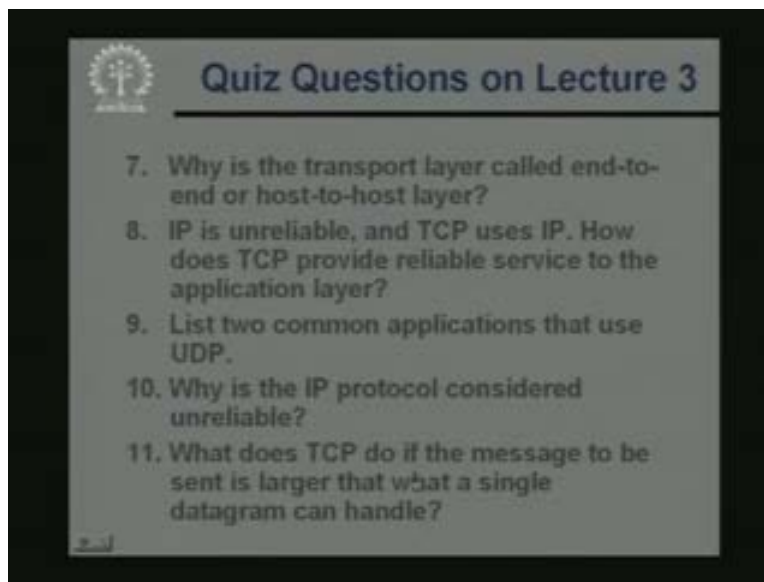 Quiz Questions on Lecture 3
7. Why is the transport layer called end-to-
end or host-to-host layer?
8. IP is unreliable, and TCP uses IP. How
does TCP provide reliable service to the
application layer?
9. List two common applications that use
UDP.
10. Why is the IP protocol considered
unreliable?
11. What does TCP do if the message to be
sent is larger that what a single
datagram can handle?